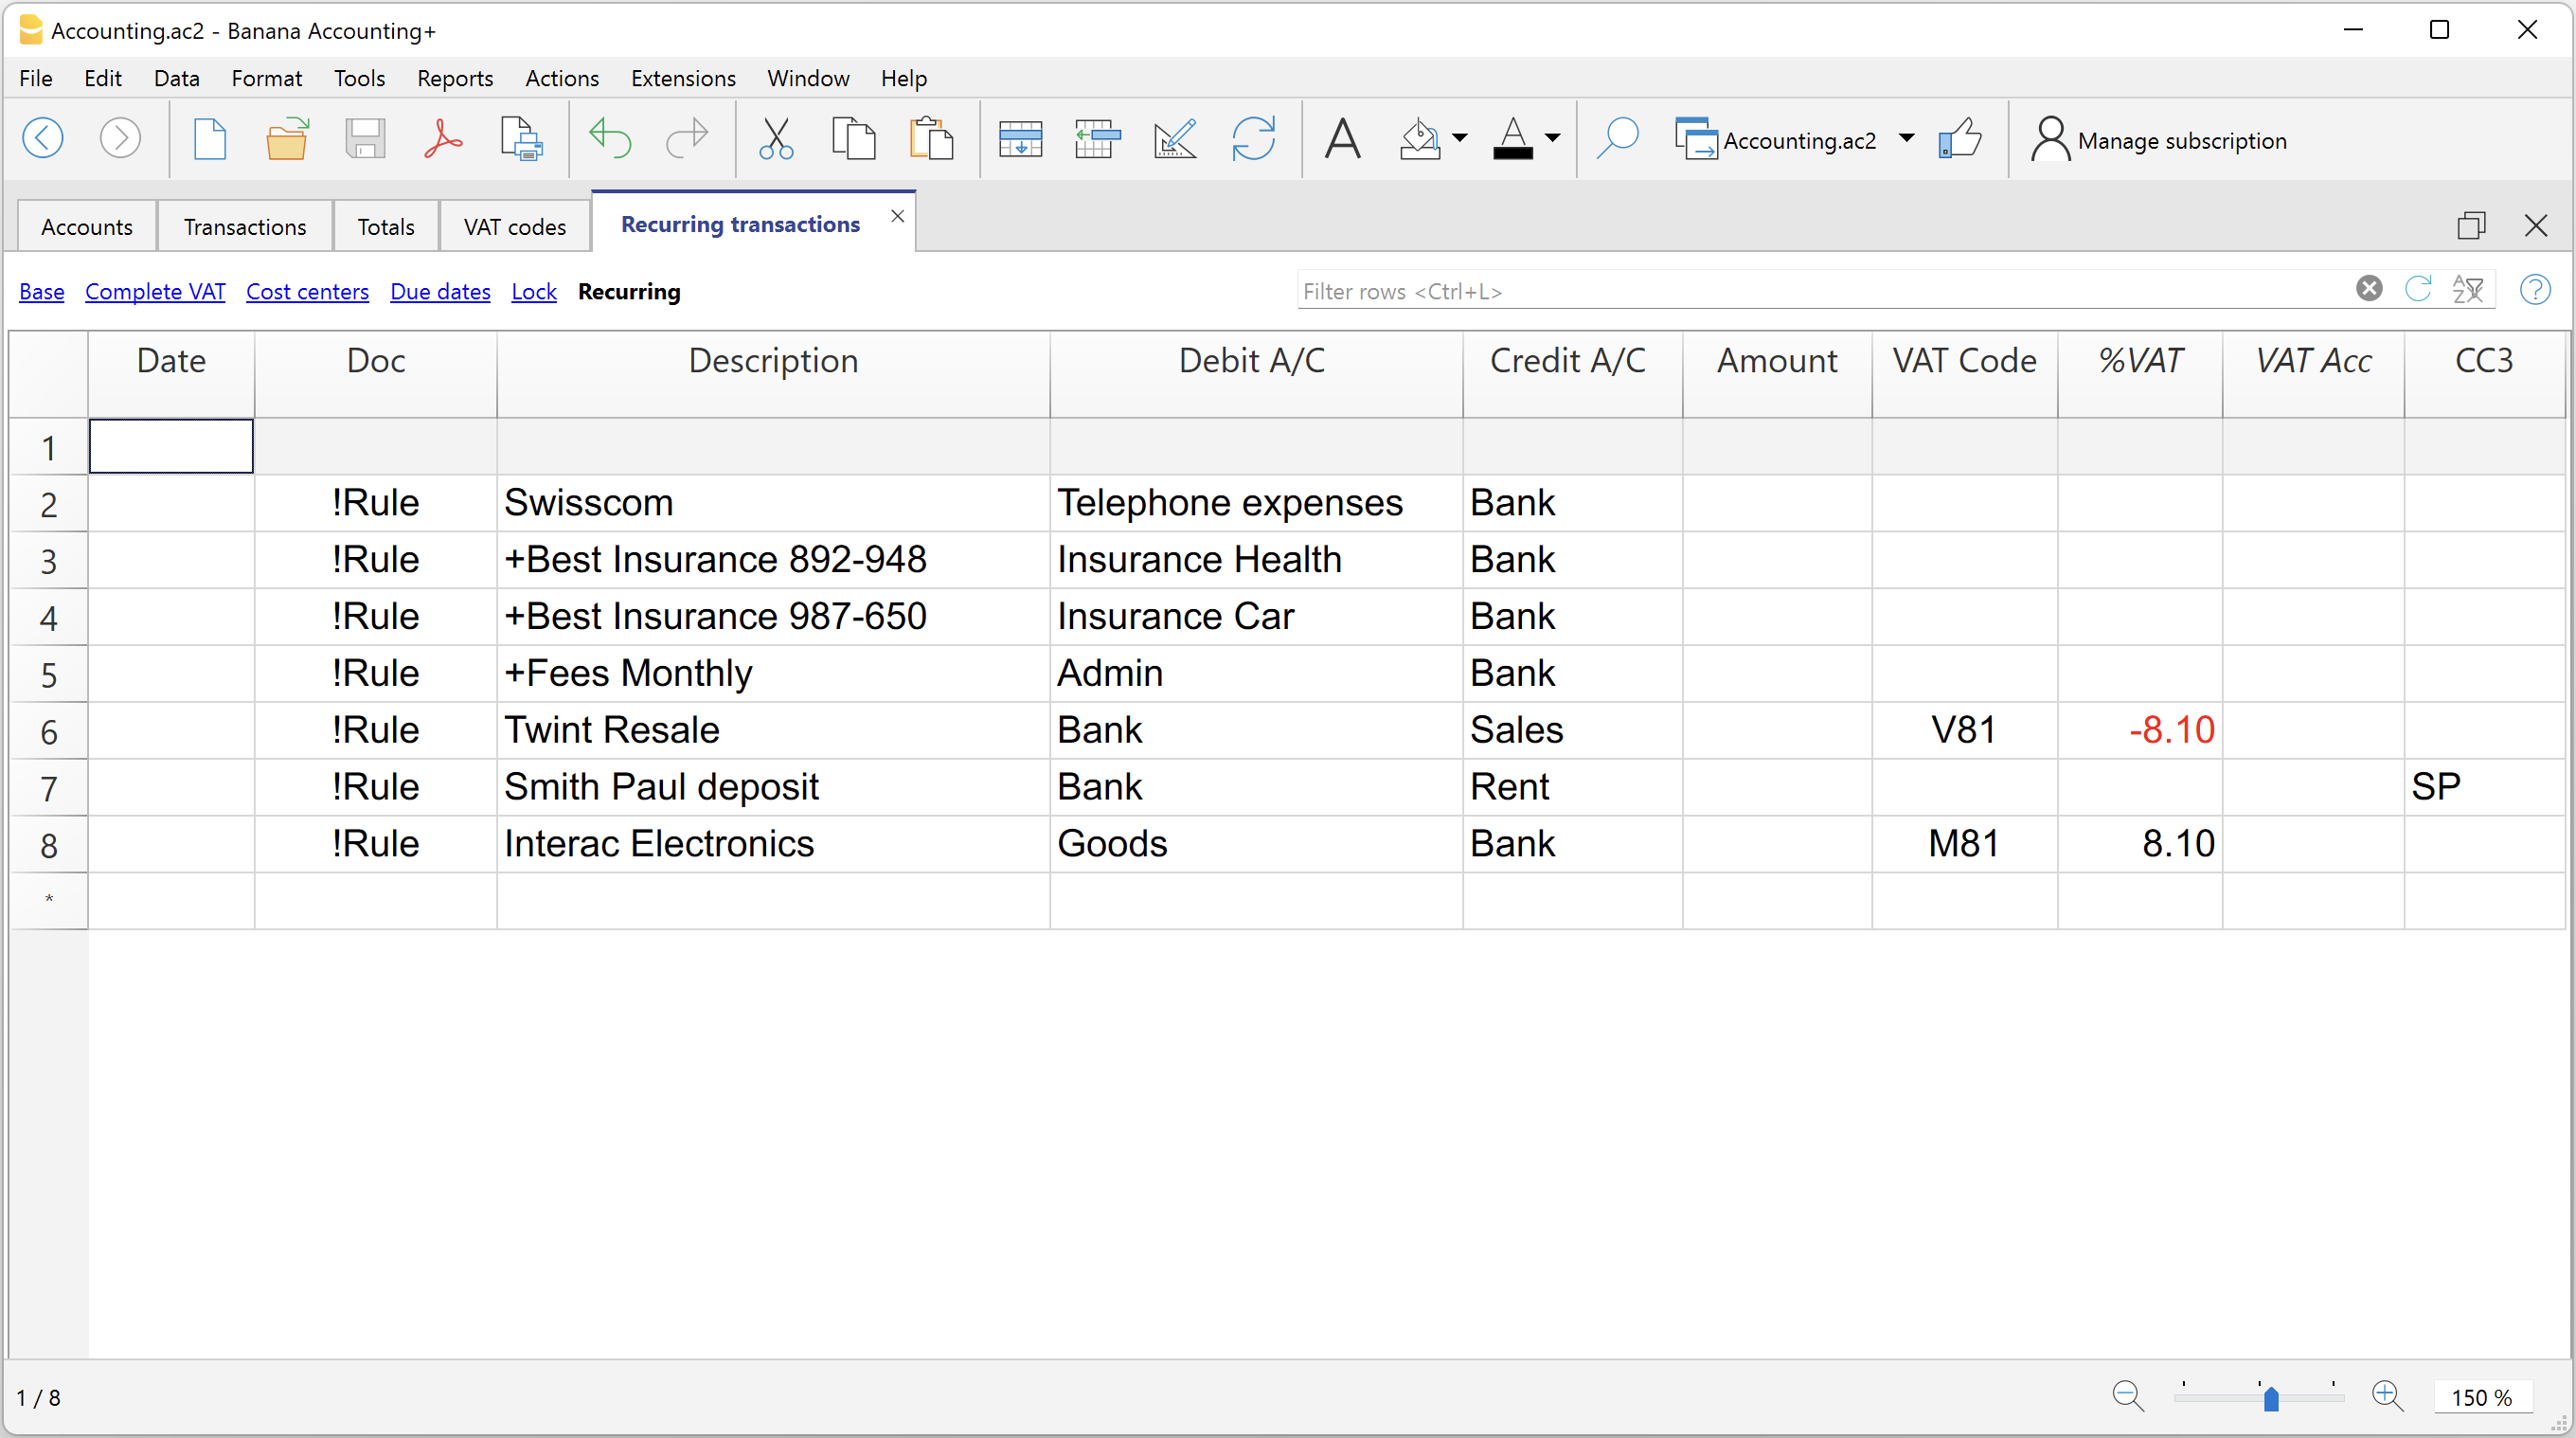 Accounting.ac2 - Banana Accounting+
File Edit Data Format Tools Reports Actions Extensions Window Help
Accounting.ac2 Manage subscription
Accounts Transactions Totals VAT codes Recurring transactions
Base Complete VAT Cost centers Due dates Lock Recurring Filter rows <Ctrl+L>
Date Doc Description Debit A/C Credit A/C Amount VAT Code %VAT VAT Acc CC3
1
2 !Rule Swisscom Telephone expenses Bank
3 !Rule +Best Insurance 892-948 Insurance Health Bank
4 !Rule +Best Insurance 987-650 Insurance Car Bank
5 !Rule +Fees Monthly Admin Bank
6 !Rule Twint Resale Bank Sales V81 -8.10
7 !Rule Smith Paul deposit Bank Rent SP
8 !Rule Interac Electronics Goods Bank M81 8.10
*
1 / 8 150 %